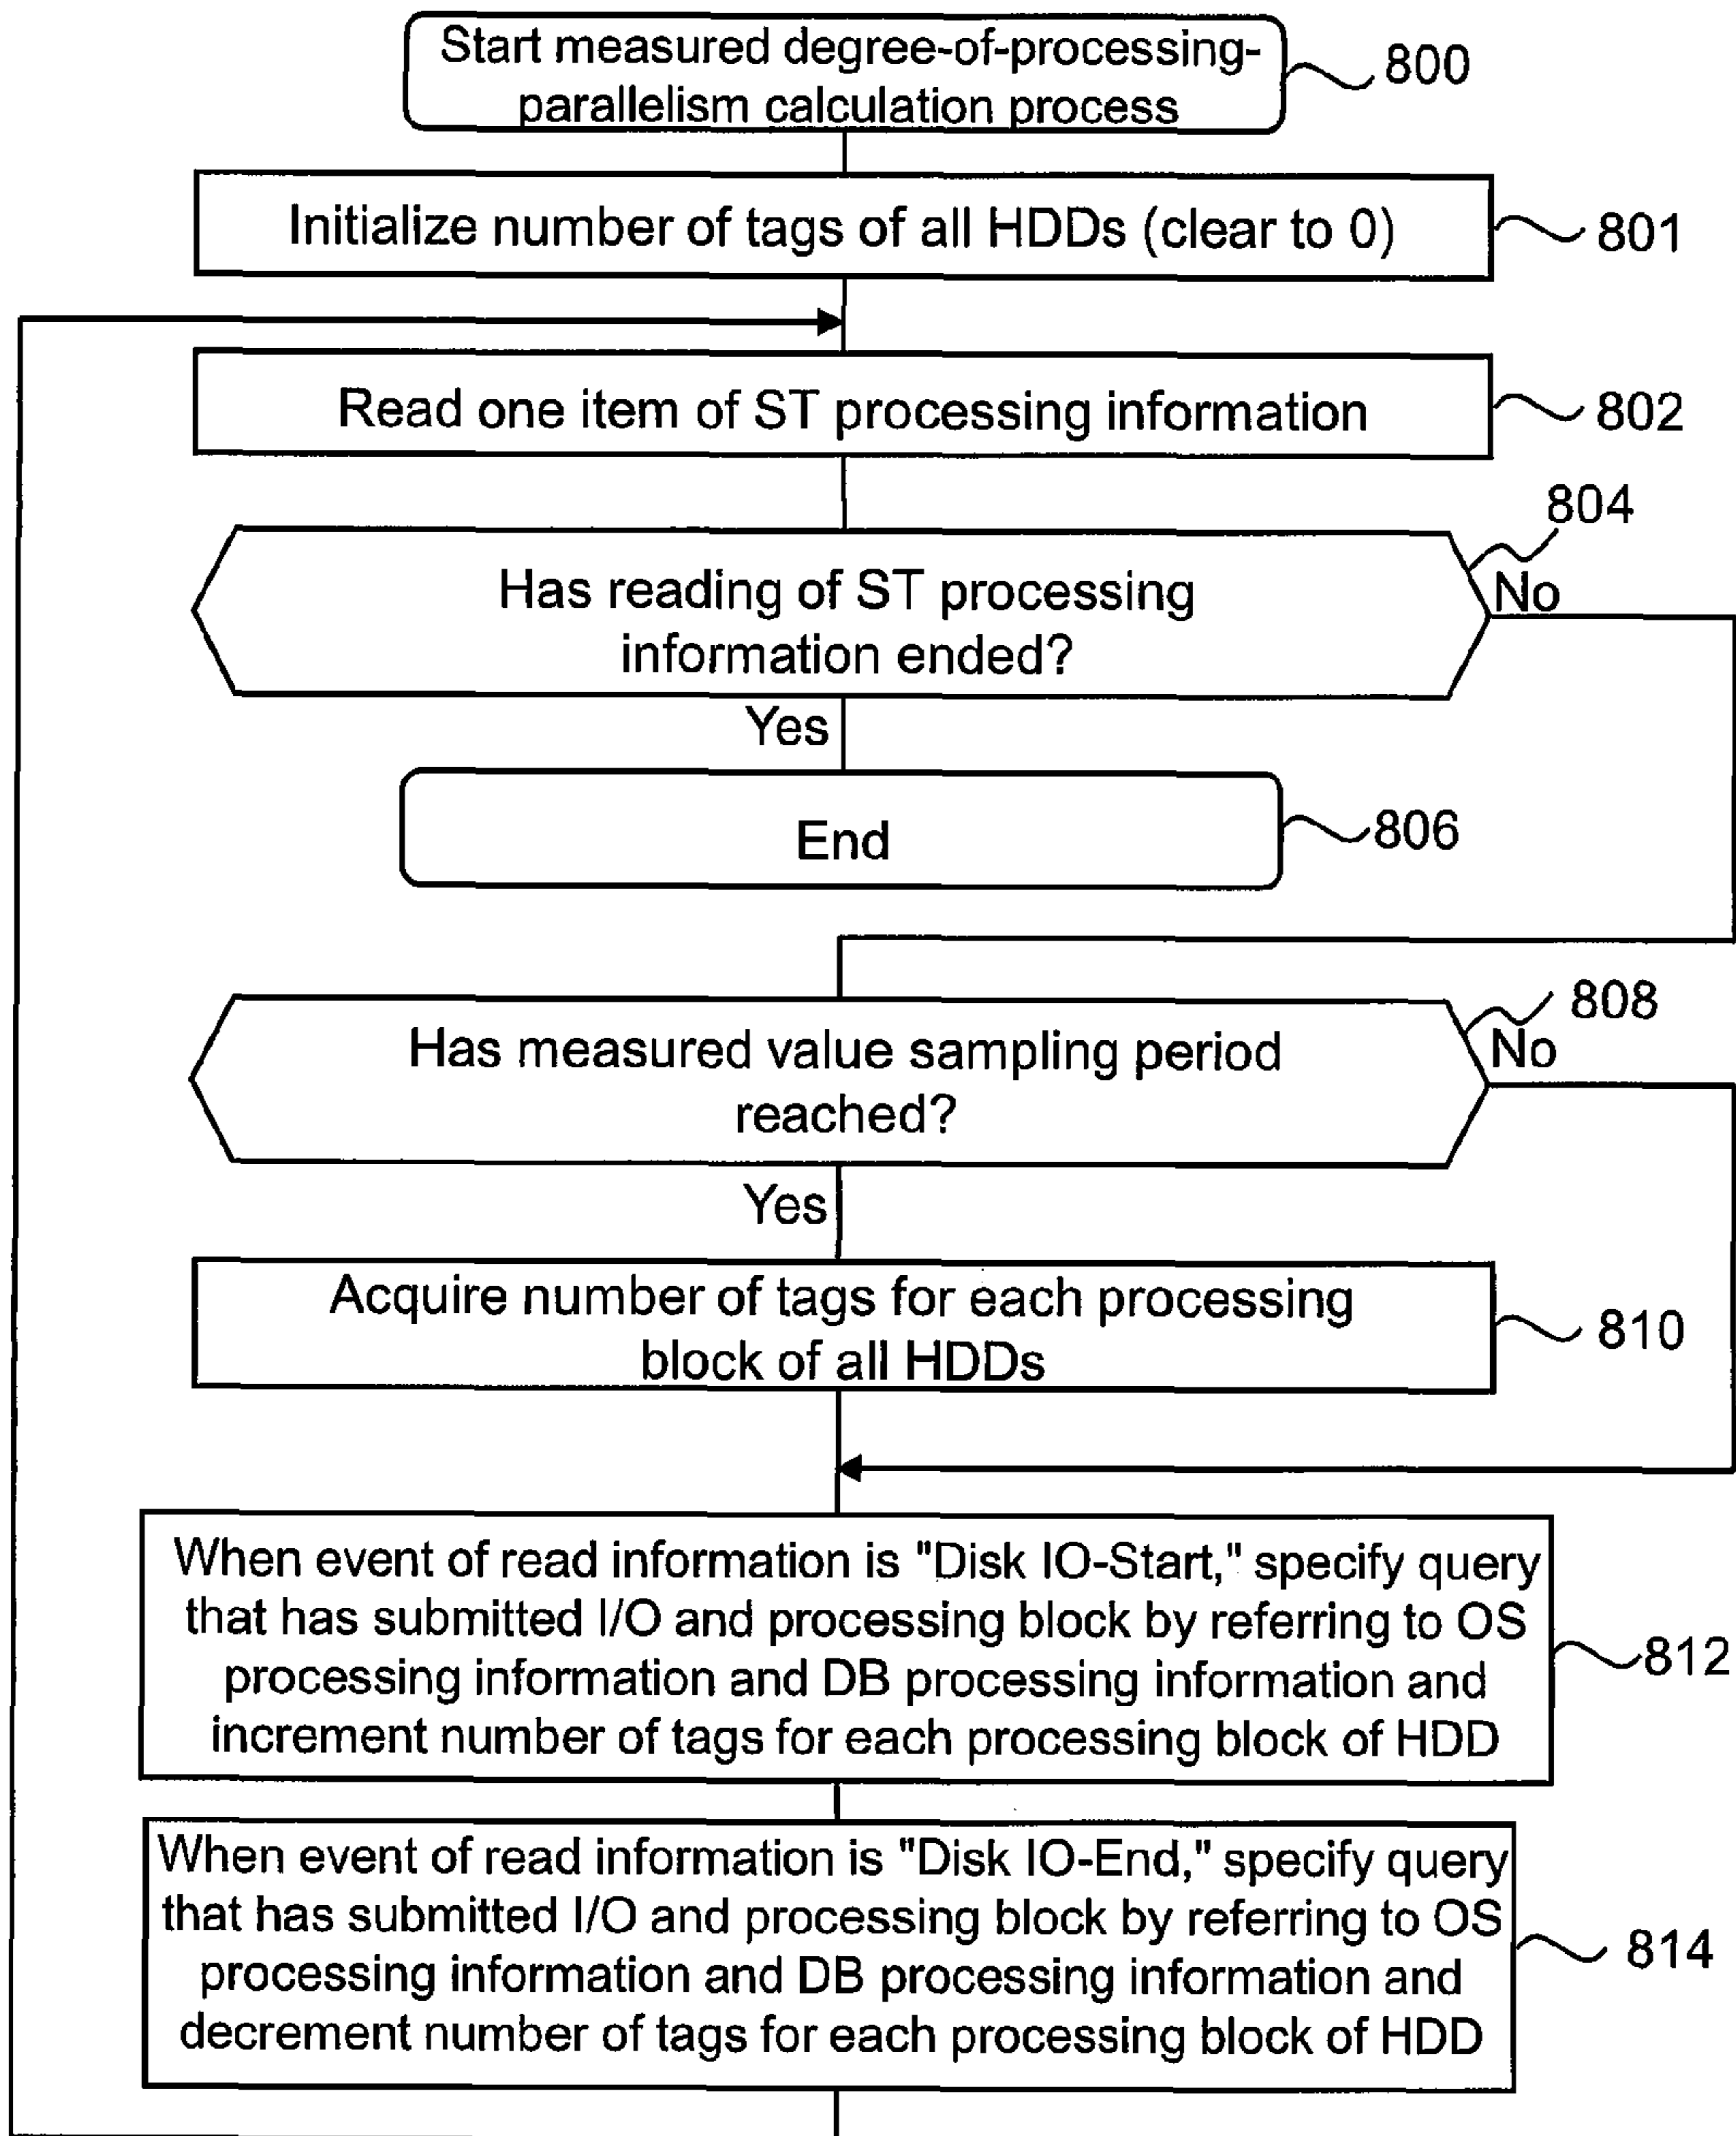 Start measured degree-of-processing-
parallelism calculation process
800
Initialize number of tags of all HDDs (clear to 0)
801
Read one item of ST processing information
802
804
Has reading of ST processing
information ended?
No
Yes
End
806
808
Has measured value sampling period
reached?
No
Yes
Acquire number of tags for each processing
block of all HDDs
810
When event of read information is "Disk IO-Start," specify query
that has submitted I/O and processing block by referring to OS
processing information and DB processing information and
increment number of tags for each processing block of HDD
812
When event of read information is "Disk IO-End," specify query
that has submitted I/O and processing block by referring to OS
processing information and DB processing information and
decrement number of tags for each processing block of HDD
814